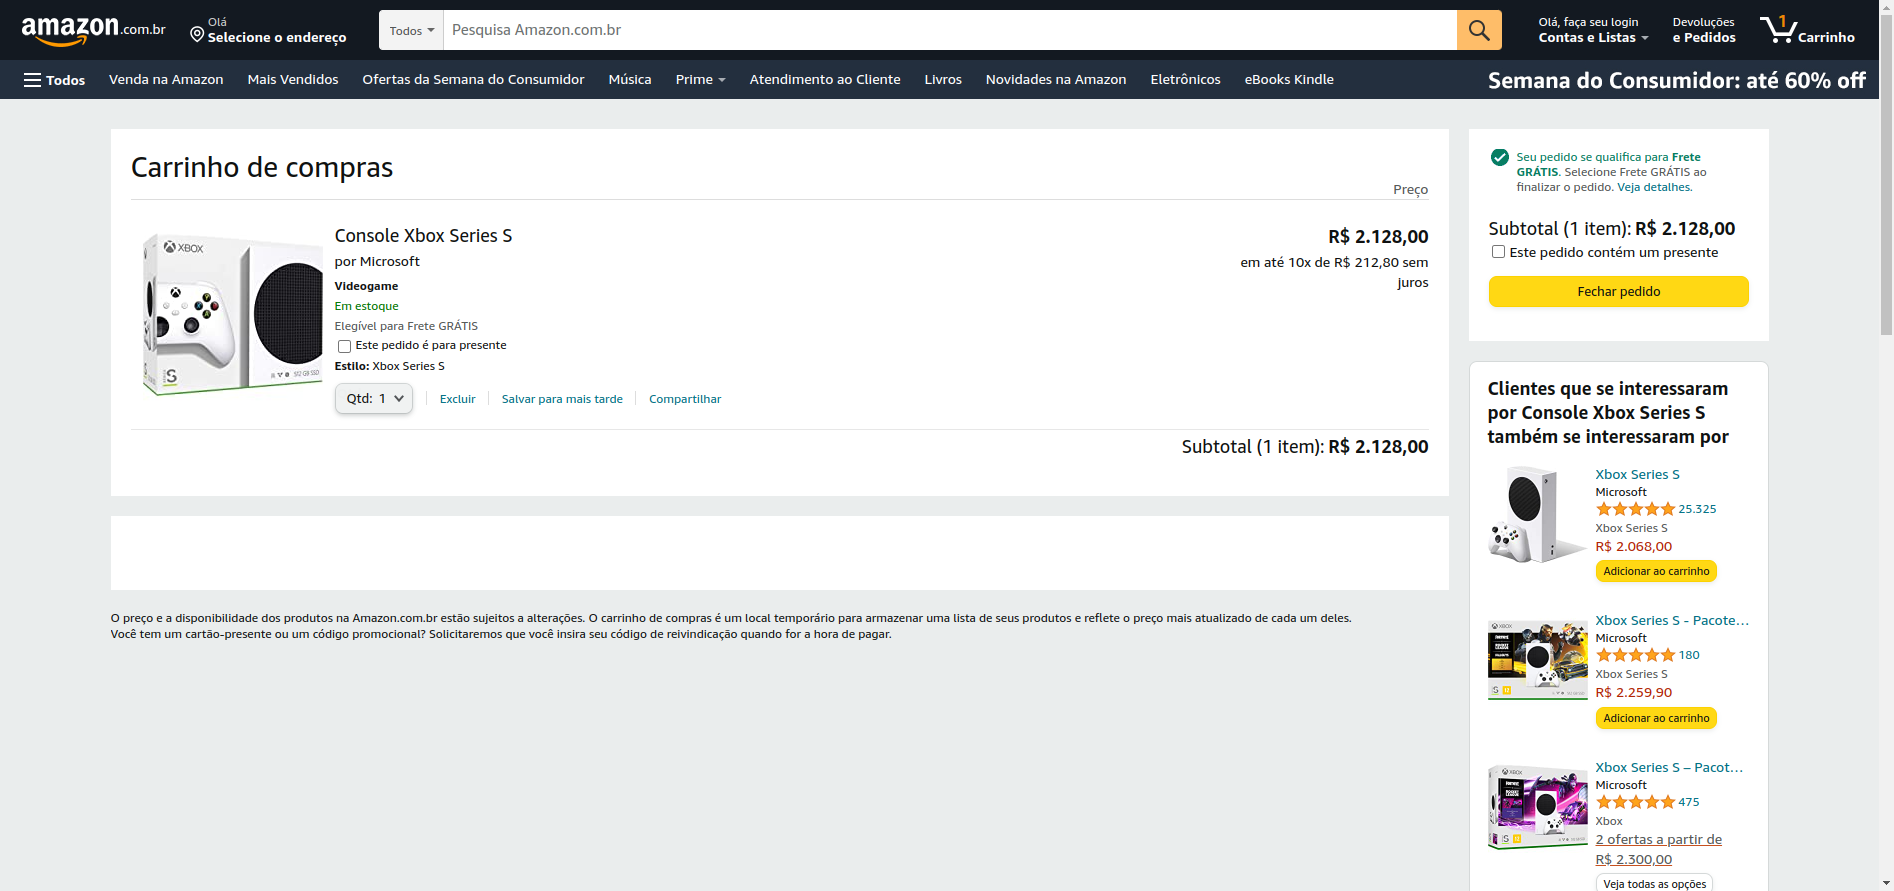 amazon.com.br
Olá
Selecione o endereço
Todos
Pesquisa Amazon.com.br
Olá, faça seu login
Contas e Listas
Devoluções
e Pedidos
1
Carrinho
Todos
Venda na Amazon
Mais Vendidos
Ofertas da Semana do Consumidor
Música
Prime
Atendimento ao Cliente
Livros
Novidades na Amazon
Eletrônicos
eBooks Kindle
Semana do Consumidor: até 60% off
Carrinho de compras
Preço
XBOX
S
512 GB SSD
Console Xbox Series S
por Microsoft
Videogame
Em estoque
Elegível para Frete GRÁTIS
Este pedido é para presente
Estilo: Xbox Series S
Qtd: 1
Excluir
Salvar para mais tarde
Compartilhar
R$ 2.128,00
em até 10x de R$ 212,80 sem
juros
Subtotal (1 item): R$ 2.128,00
O preço e a disponibilidade dos produtos na Amazon.com.br estão sujeitos a alterações. O carrinho de compras é um local temporário para armazenar uma lista de seus produtos e reflete o preço mais atualizado de cada um deles.
Você tem um cartão-presente ou um código promocional? Solicitaremos que você insira seu código de reivindicação quando for a hora de pagar.
Seu pedido se qualifica para Frete
GRÁTIS. Selecione Frete GRÁTIS ao
finalizar o pedido. Veja detalhes.
Subtotal (1 item): R$ 2.128,00
Este pedido contém um presente
Fechar pedido
Clientes que se interessaram
por Console Xbox Series S
também se interessaram por
Xbox Series S
Microsoft
25.325
Xbox Series S
R$ 2.068,00
Adicionar ao carrinho
XBOX
Xbox Series S - Pacote…
Microsoft
180
Xbox Series S
R$ 2.259,90
Adicionar ao carrinho
XBOX
Xbox Series S – Pacot…
Microsoft
475
Xbox
2 ofertas a partir de
R$ 2.300,00
Veja todas as opções